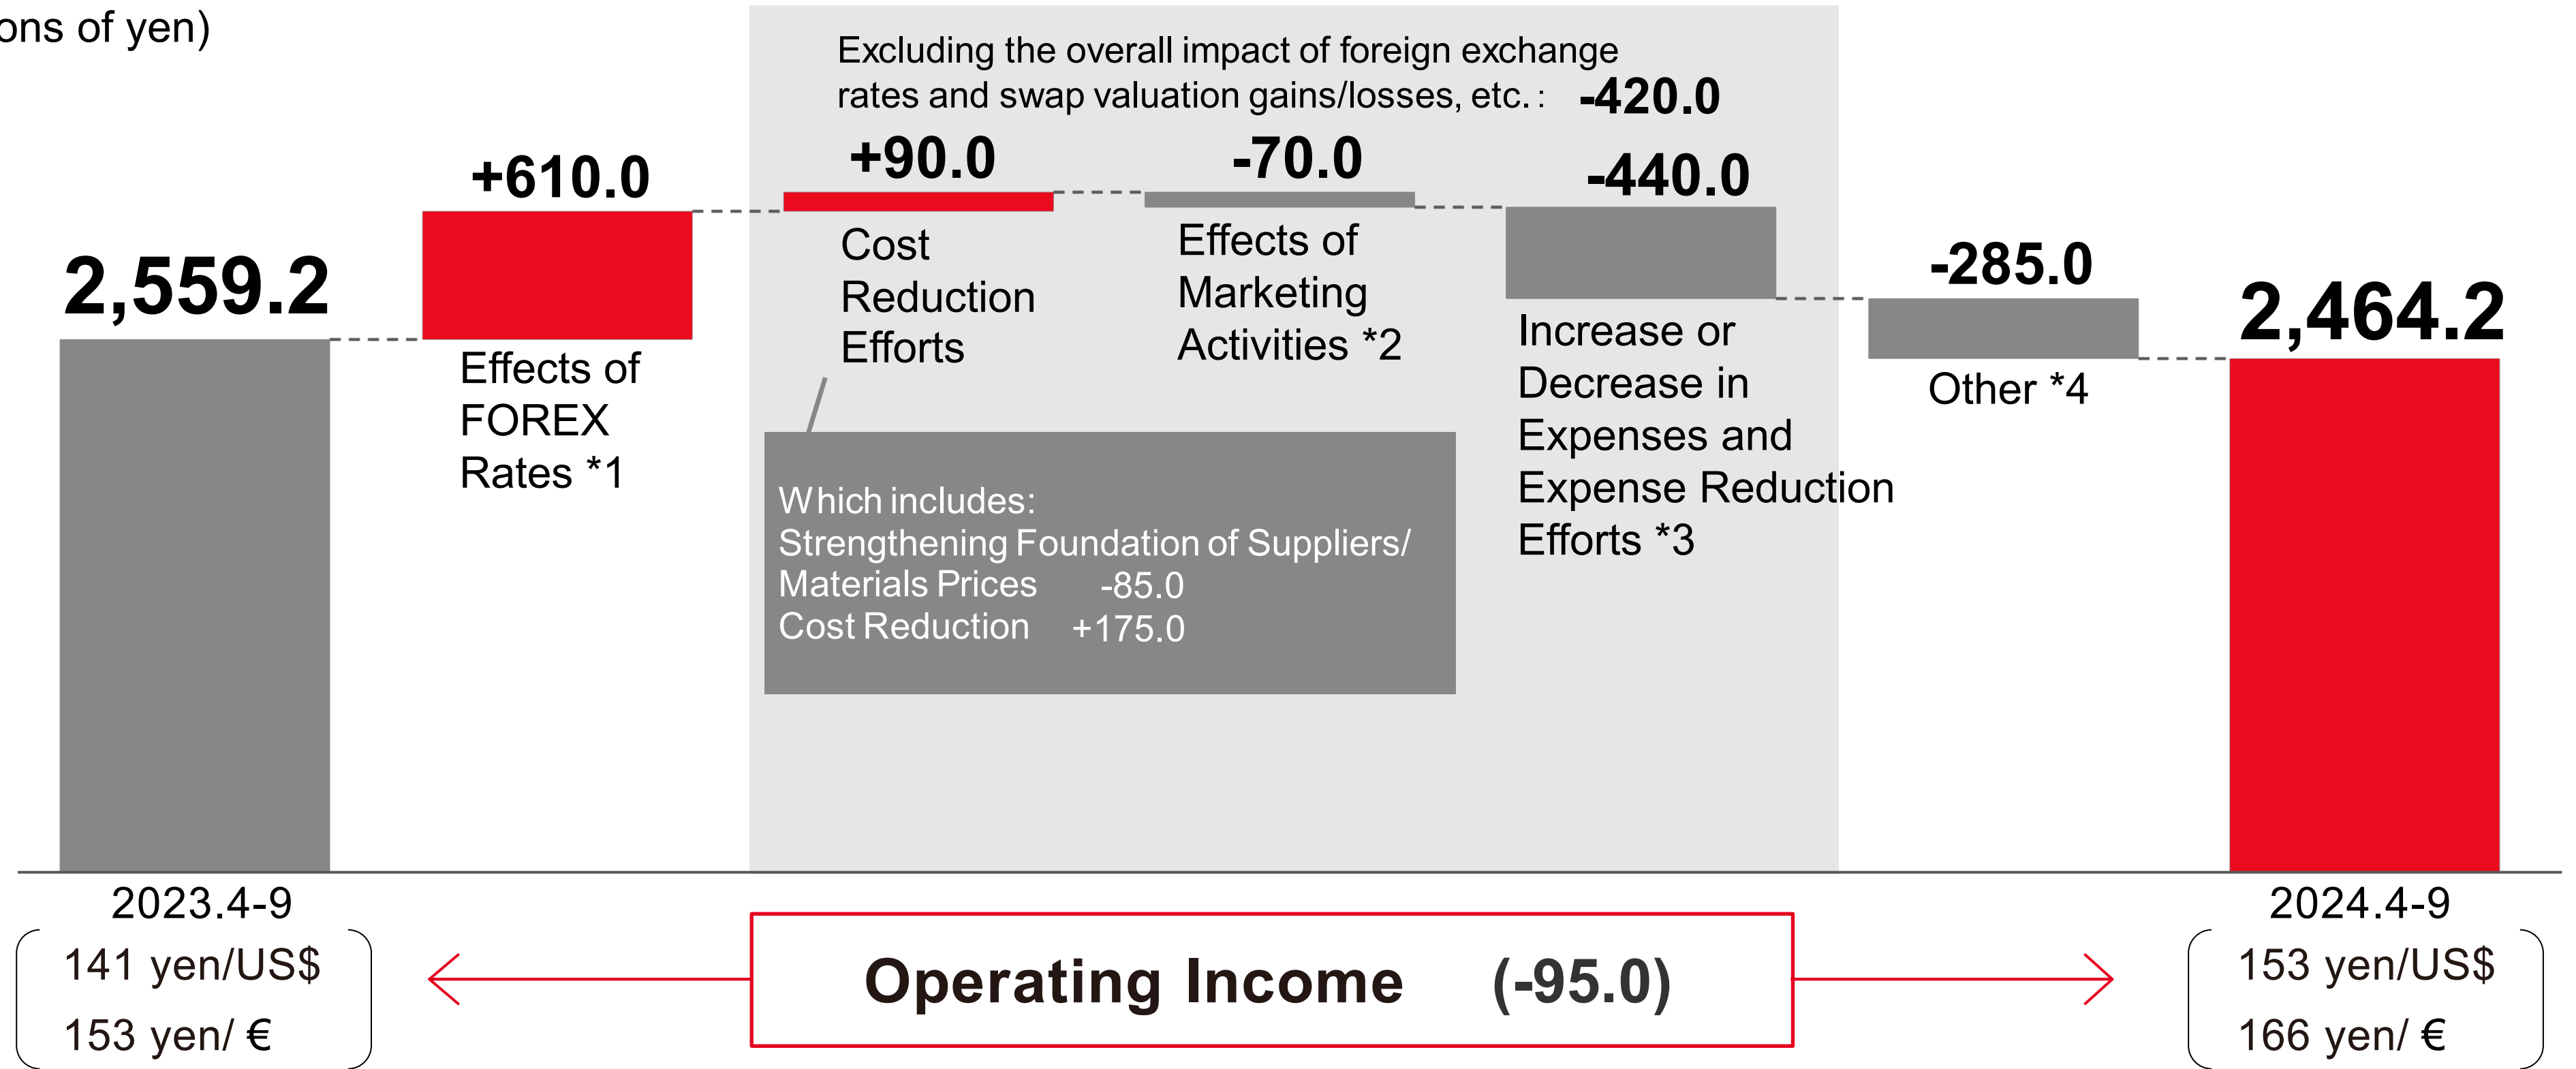 ons of yen)
Excluding the overall impact of foreign exchange
rates and swap valuation gains/losses, etc. : -420.0
2,559.2
+610.0
Effects of
FOREX
Rates *1
+90.0
Cost
Reduction
Efforts
Which includes:
Strengthening Foundation of Suppliers/
Materials Prices -85.0
Cost Reduction +175.0
-70.0
Effects of
Marketing
Activities *2
-440.0
Increase or
Decrease in
Expenses and
Expense Reduction
Efforts *3
-285.0
Other *4
2,464.2
2023.4-9
141 yen/US$
153 yen/ €
Operating Income (-95.0)
2024.4-9
153 yen/US$
166 yen/ €